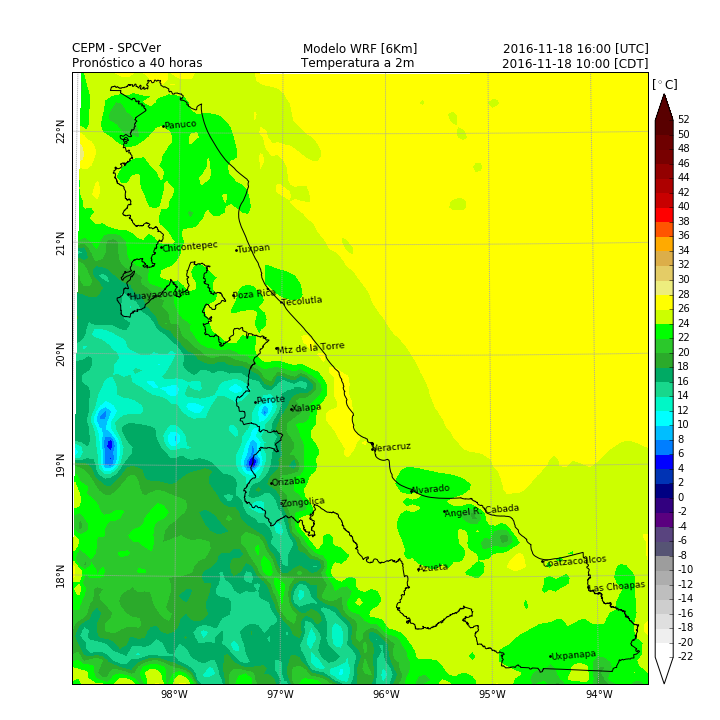 CEPM - SPCVer Modelo WRF [6Km] 2016-11-18 16:00 [UTC]
Pronóstico a 40 horas Temperatura a 2m 2016-11-18 10:00 [CDT]
[°C]
52
50
48
46
44
42
40
38
36
34
32
30
28
26
24
22
20
18
16
14
12
10
8
6
4
2
0
-2
-4
-6
-8
-10
-12
-14
-16
-18
-20
-22
22°N
21°N
20°N
19°N
18°N
Panuco
Chicontepec
Tuxpan
Huayacocotla
Poza Rica
Tecolutla
Mtz de la Torre
Perote
Xalapa
Veracruz
Orizaba
Alvarado
Zongolica
Angel R. Cabada
Azueta
Coatzacoalcos
Las Choapas
Uxpanapa
98°W 97°W 96°W 95°W 94°W